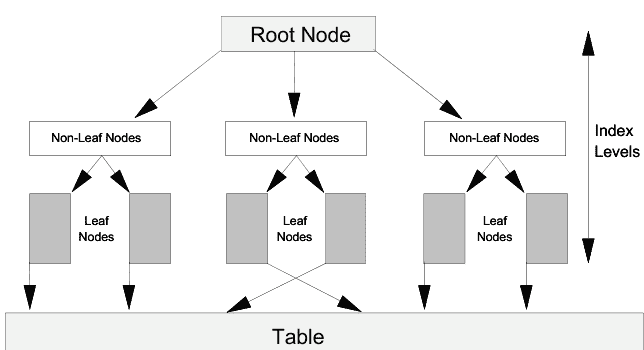 Root Node
Non-Leaf Nodes
Non-Leaf Nodes
Non-Leaf Nodes
Index
Levels
Leaf
Nodes
Leaf
Nodes
Leaf
Nodes
Table